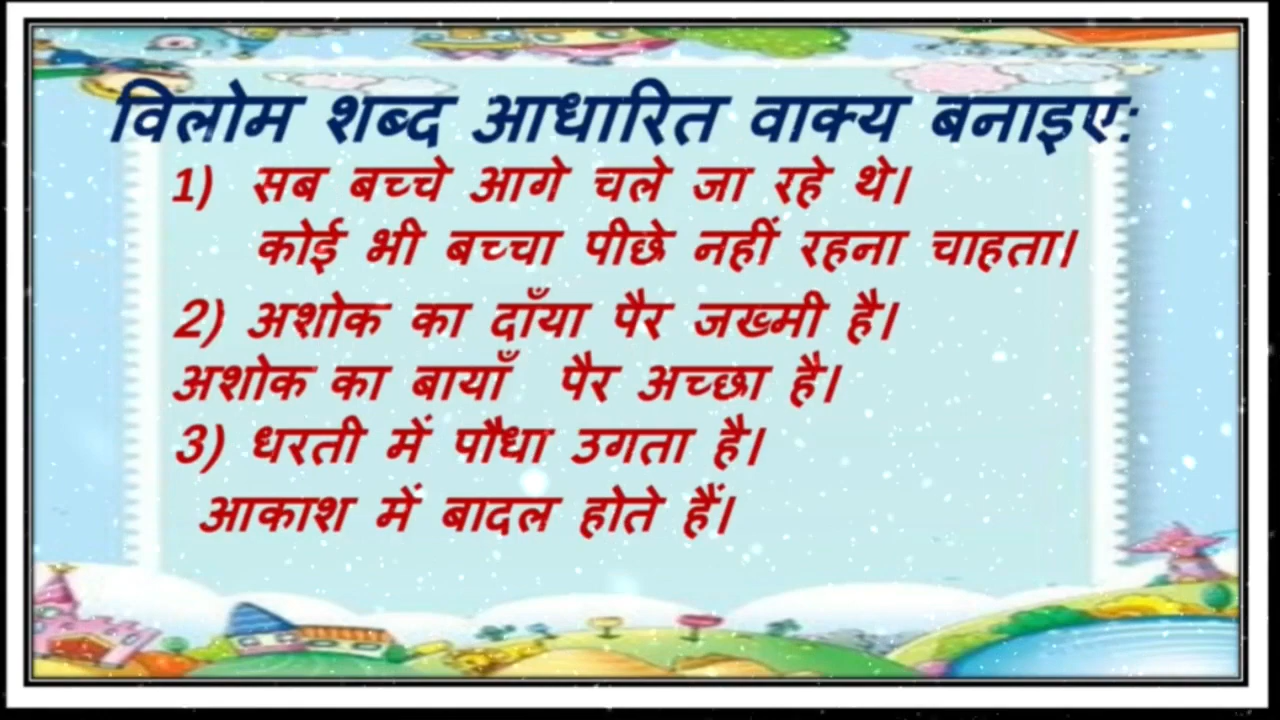 विलोम शब्द आधारित वाक्य बनाइए:
1) सब बच्चे आगे चले जा रहे थे।
कोई भी बच्चा पीछे नहीं रहना चाहता।
2) अशोक का दाँया पैर जख्मी है।
अशोक का बायाँ पैर अच्छा है।
3) धरती में पौधा उगता है।
आकाश में बादल होते हैं।